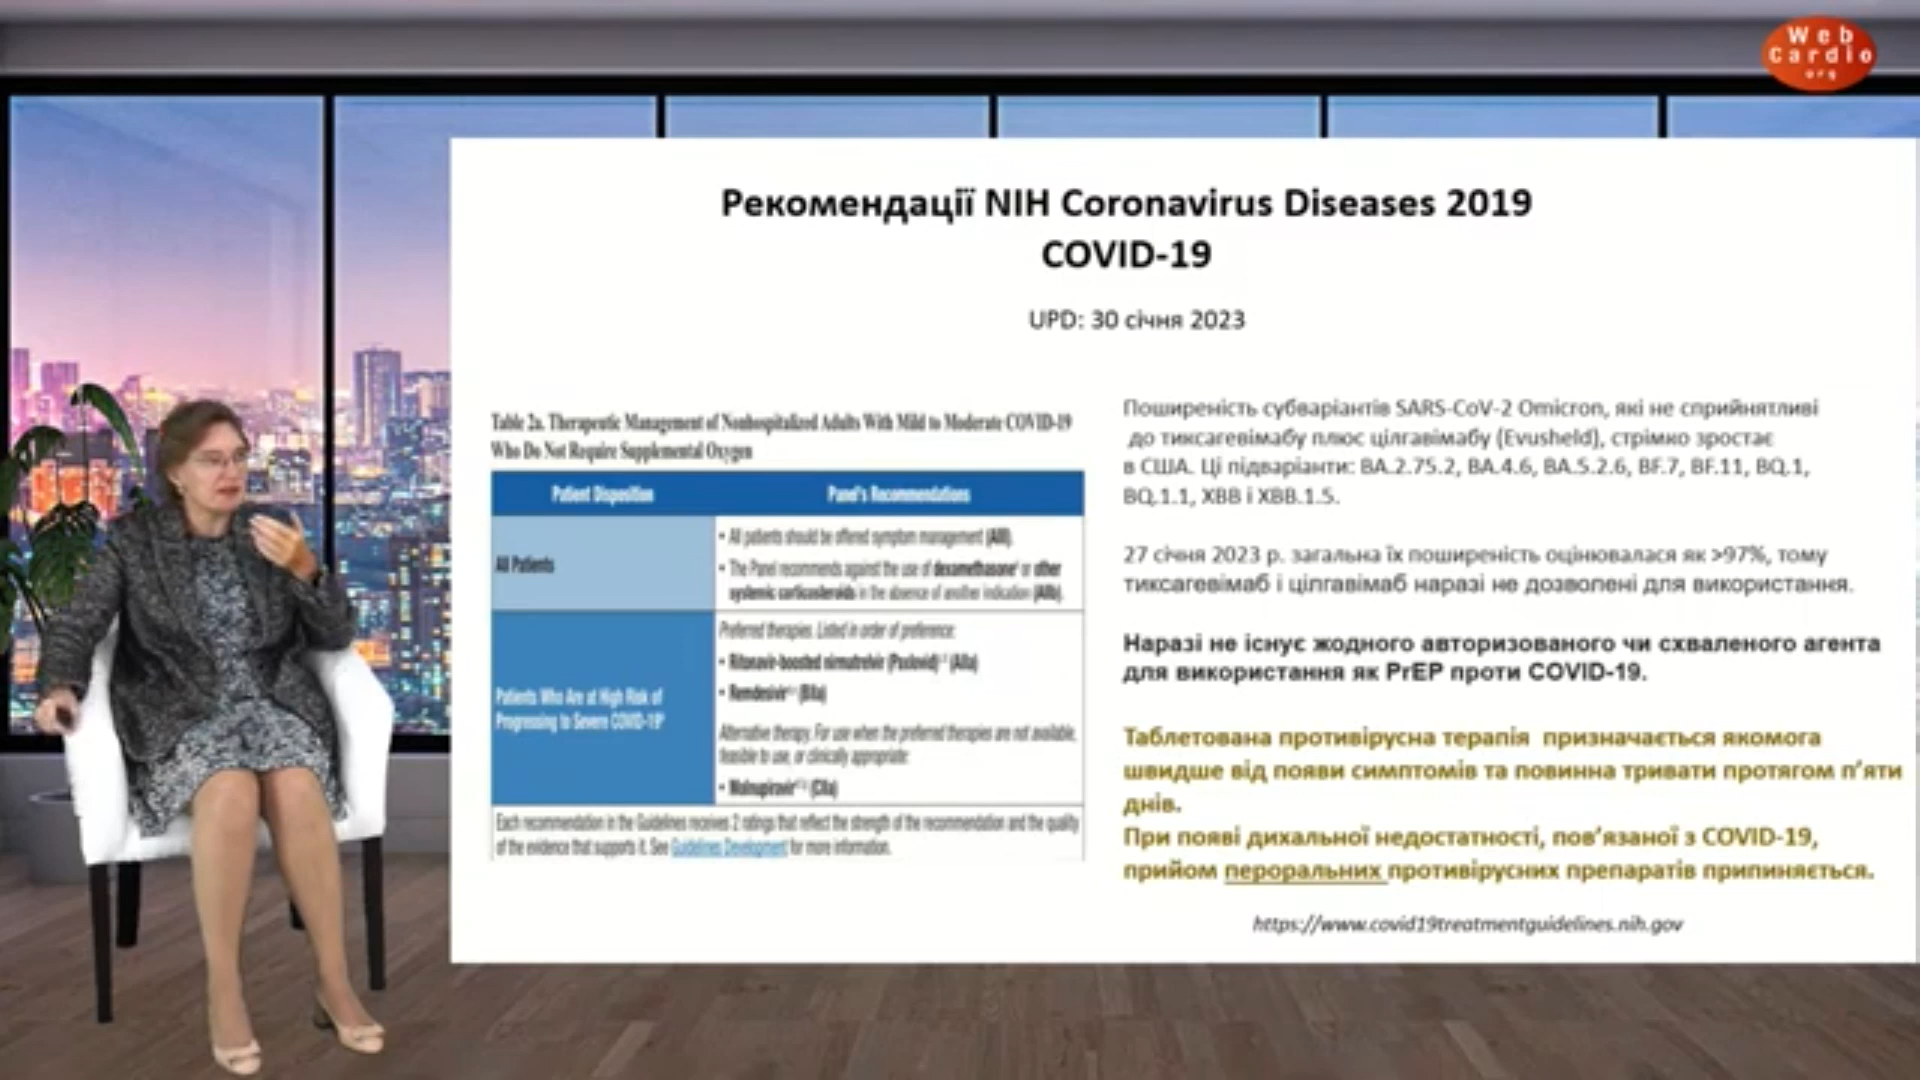 Web
Cardio
org
Рекомендації NIH Coronavirus Diseases 2019
COVID-19
UPD: 30 січня 2023
Table 2a. Therapeutic Management of Nonhospitalized Adults With Mild to Moderate COVID-19
Who Do Not Require Supplemental Oxygen
Patient Disposition
Panel's Recommendations
All Patients
• All patients should be offered symptom management (AIII).
• The Panel recommends against the use of dexamethasone or other
systemic corticosteroids in the absence of another indication (AIIb).
Patients Who Are at High Risk of
Progressing to Severe COVID-19
Preferred therapies. Listed in order of preference:
• Ritonavir-boosted nirmatrelvir (Paxlovid) (AIIa)
• Remdesivir (BIIa)
Alternative therapy. For use when the preferred therapies are not available,
feasible to use, or clinically appropriate:
• Molnupiravir (CIIa)
Each recommendation in the Guidelines receives 2 ratings that reflect the strength of the recommendation and the quality
of the evidence that supports it. See Guidelines Development for more information.
Поширеність субваріантів SARS-CoV-2 Omicron, які не сприйнятливі
до тиксагевімабу плюс цілгавімабу (Evusheld), стрімко зростає
в США. Ці підваріанти: BA.2.75.2, BA.4.6, BA.5.2.6, BF.7, BF.11, BQ.1,
BQ.1.1, XBB і XBB.1.5.
27 січня 2023 р. загальна їх поширеність оцінювалася як >97%, тому
тиксагевімаб і цілгавімаб наразі не дозволені для використання.
Наразі не існує жодного авторизованого чи схваленого агента
для використання як PrEP проти COVID-19.
Таблетована противірусна терапія призначається якомога
швидше від появи симптомів та повинна тривати протягом п'яти
днів.
При появі дихальної недостатності, пов'язаної з COVID-19,
прийом пероральних противірусних препаратів припиняється.
https://www.covid19treatmentguidelines.nih.gov